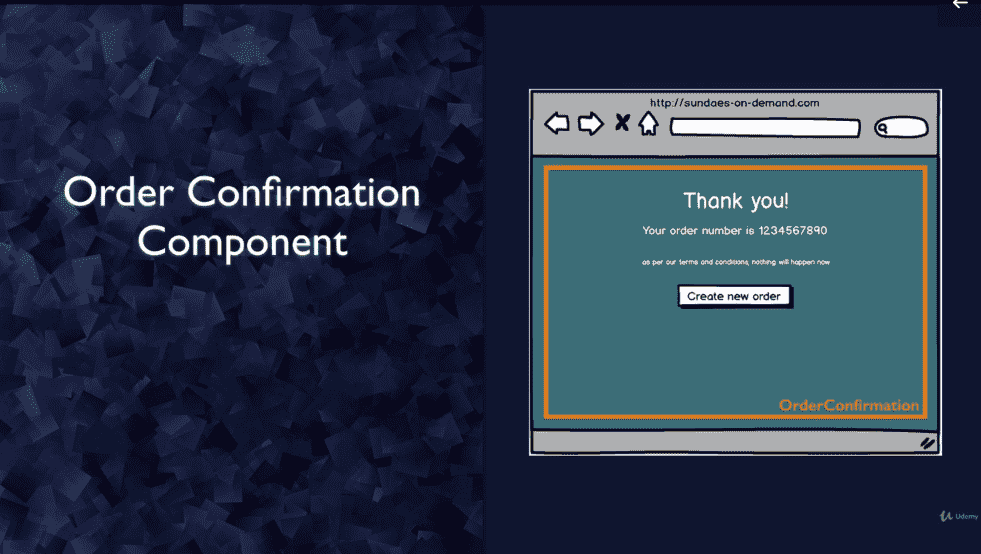 Order Confirmation
Component
http://sundaes-on-demand.com
Thank you!
Your order number is 1234567890
as per our terms and conditions, nothing will happen now
Create new order
OrderConfirmation
Udemy